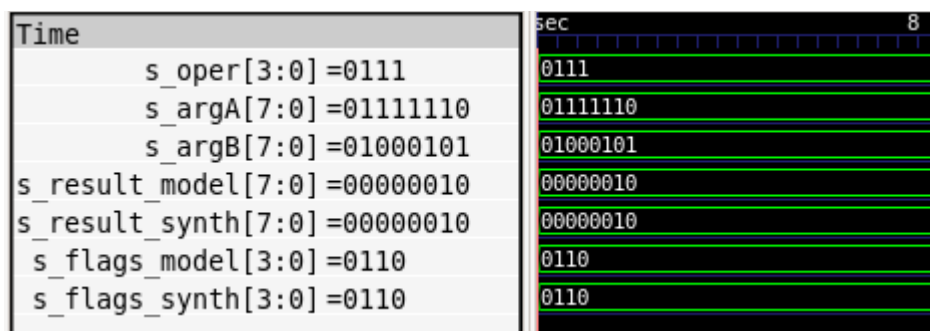 Time
s_oper[3:0]=0111
s_argA[7:0]=01111110
s_argB[7:0]=01000101
s_result_model[7:0]=00000010
s_result_synth[7:0]=00000010
s_flags_model[3:0]=0110
s_flags_synth[3:0]=0110
sec 8
0111
01111110
01000101
00000010
00000010
0110
0110